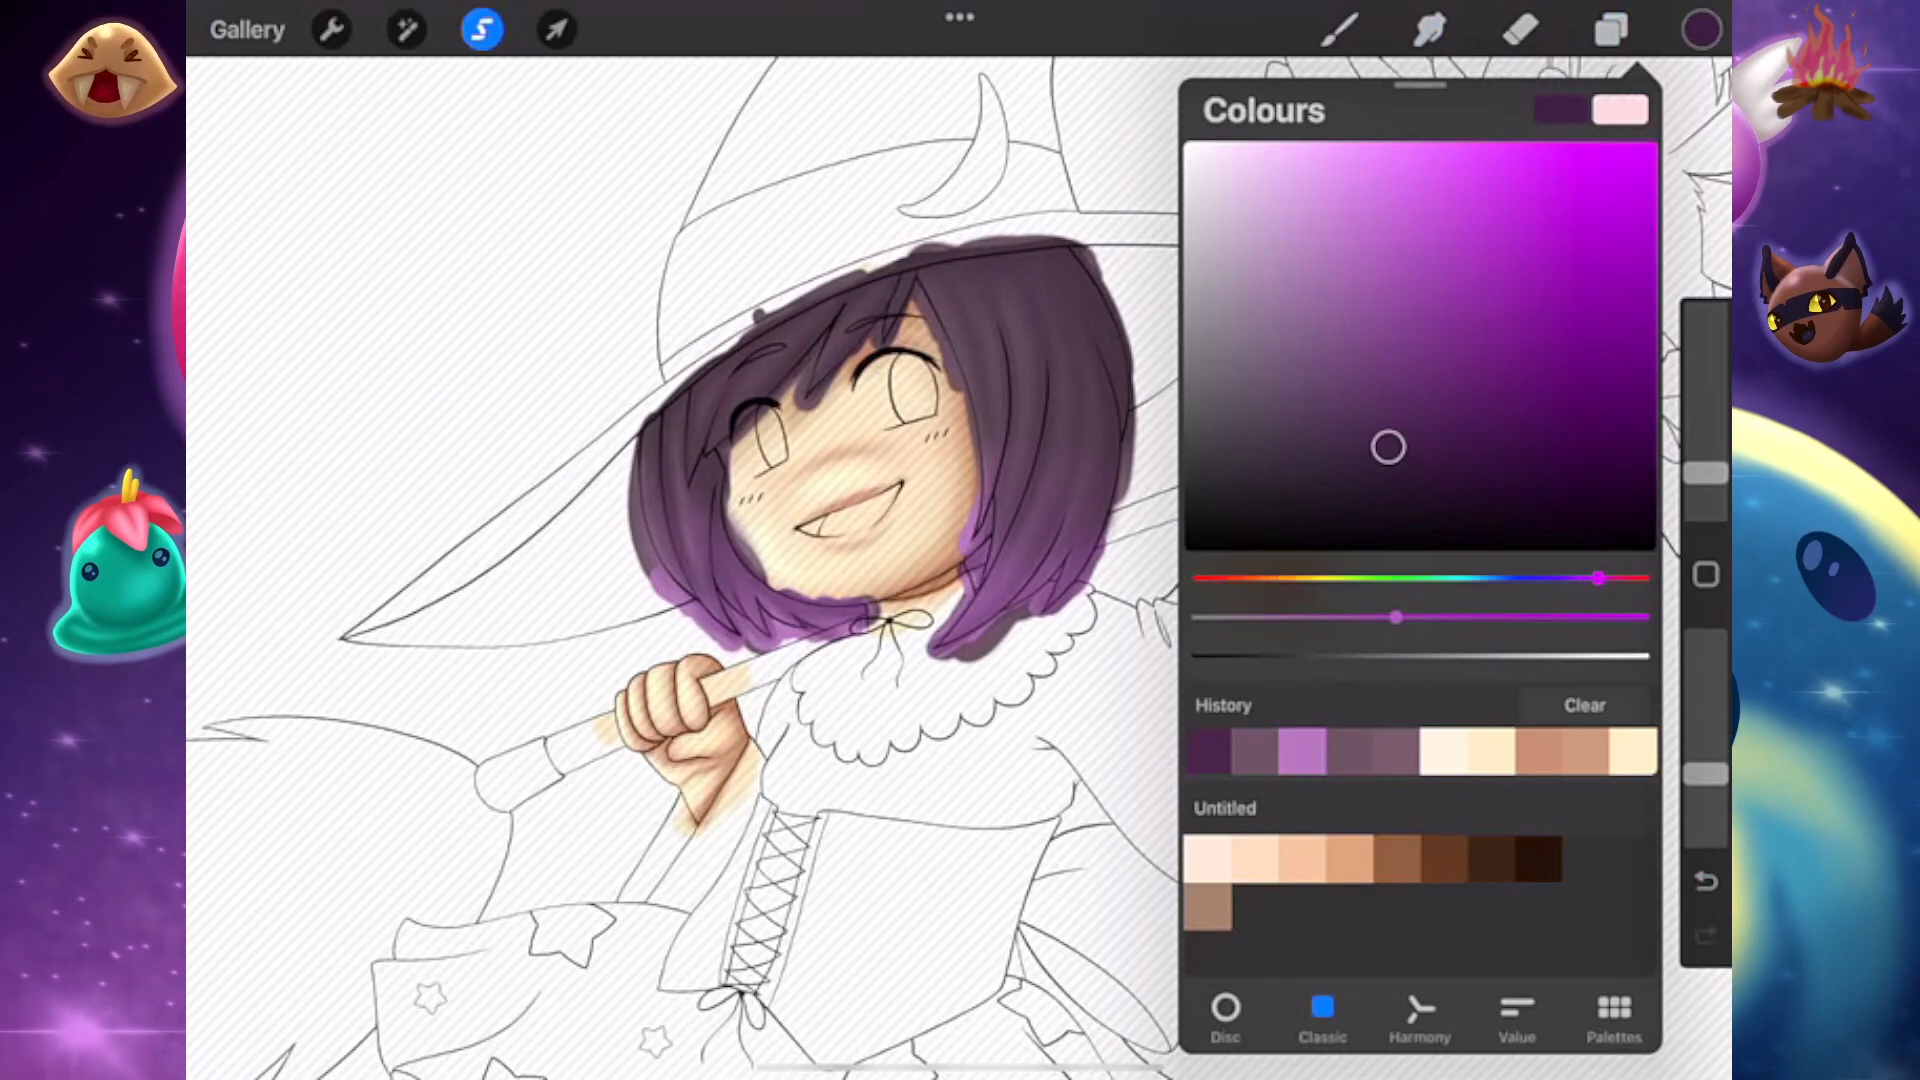 Gallery
Colours
History
Clear
Untitled
Disc
Classic
Harmony
Value
Palettes